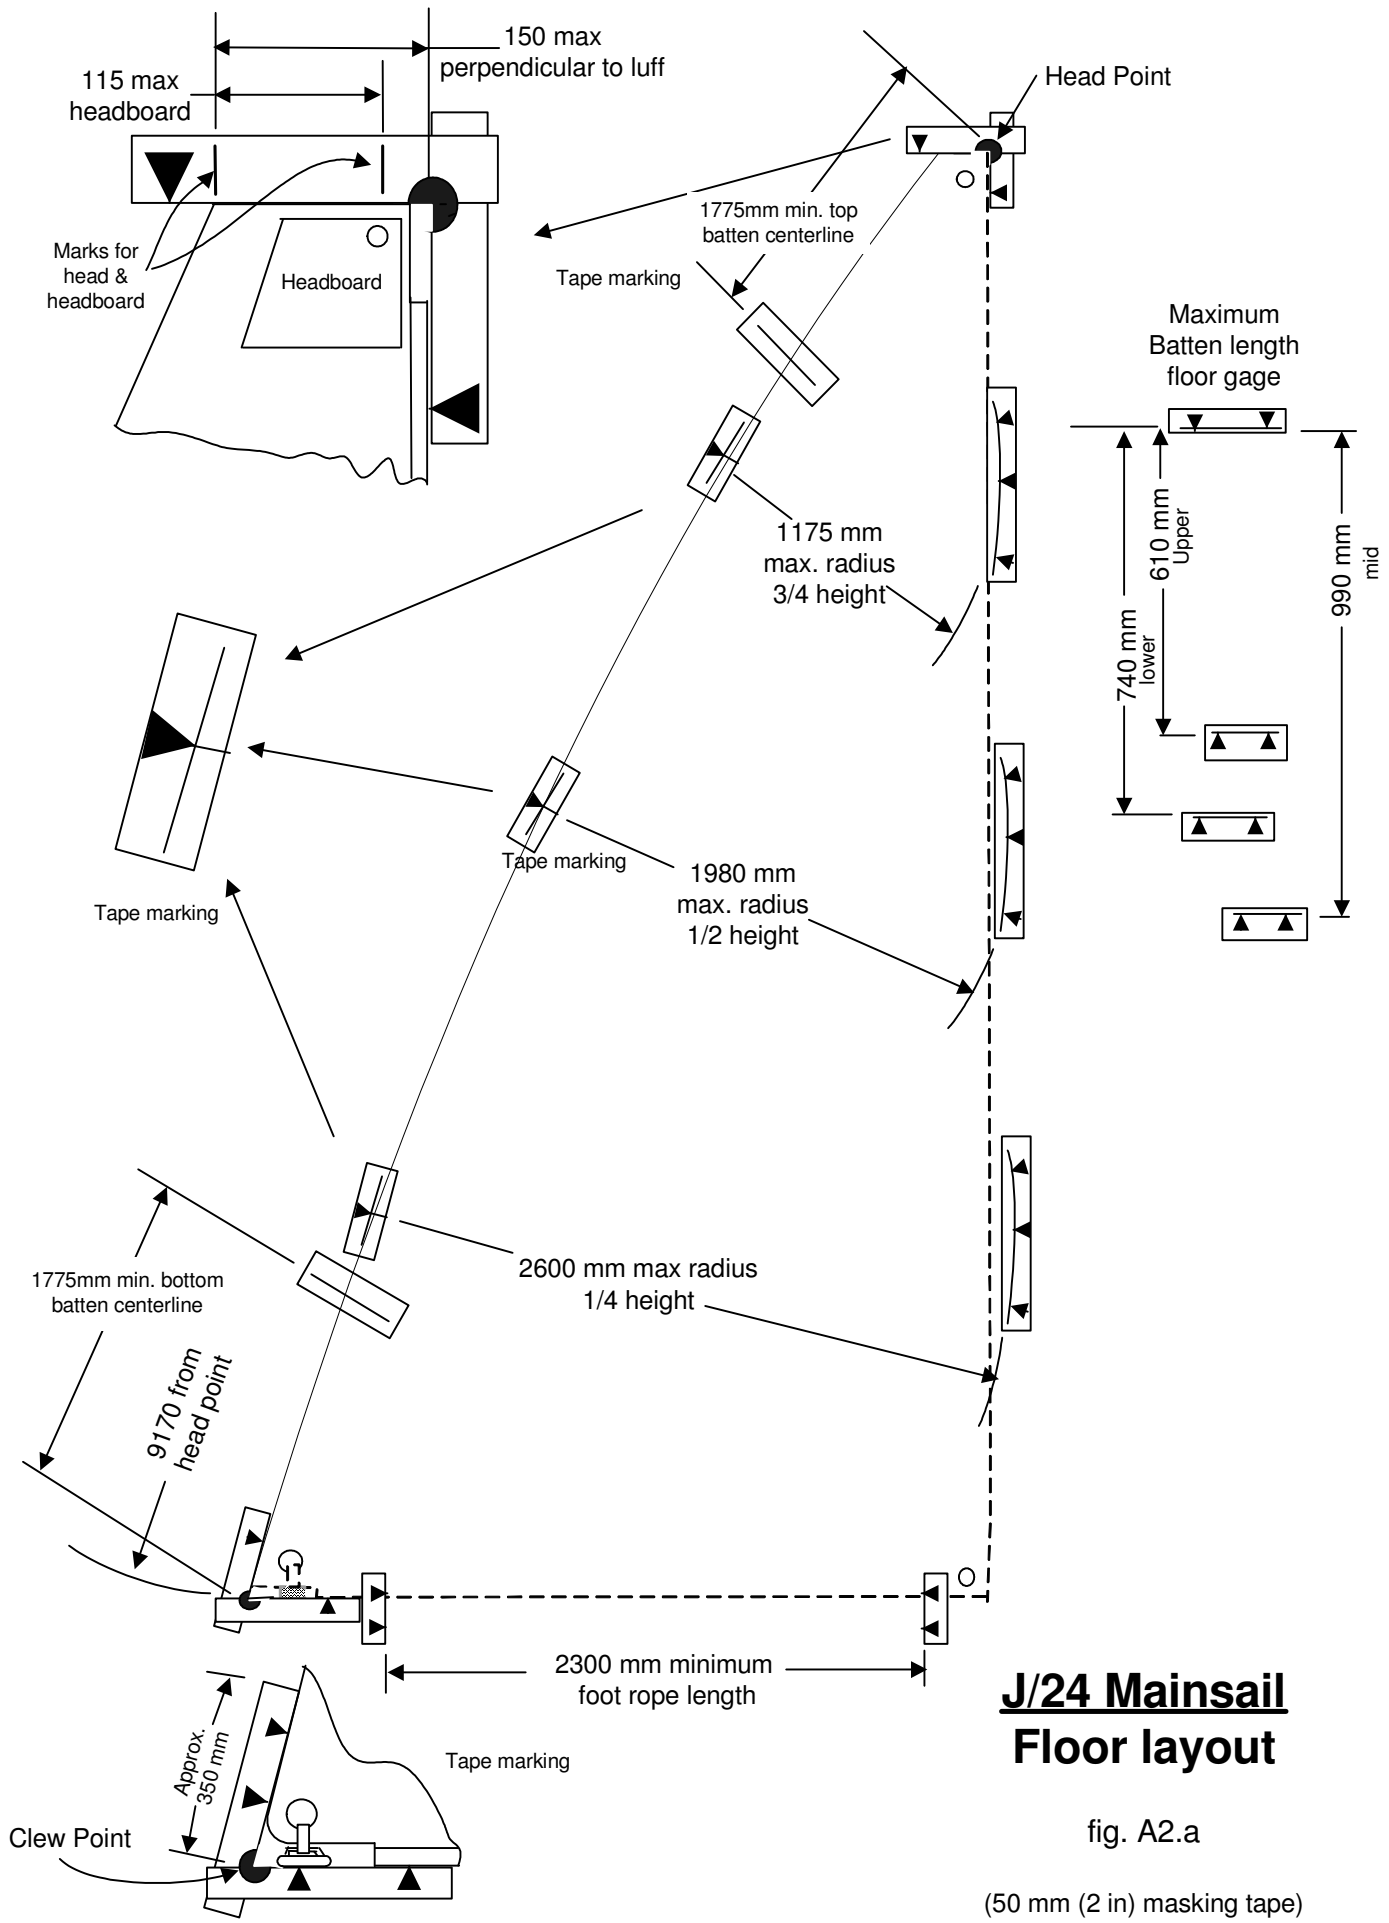 150 max
perpendicular to luff
115 max
headboard
Head Point
1775mm min. top
batten centerline
Marks for
head &
headboard
Headboard
Tape marking
Maximum
Batten length
floor gage
610 mm
Upper
740 mm
lower
990 mm
mid
1175 mm
max. radius
3/4 height
Tape marking
1980 mm
max. radius
1/2 height
Tape marking
2600 mm max radius
1/4 height
1775mm min. bottom
batten centerline
9170 from
head point
2300 mm minimum
foot rope length
J/24 Mainsail
Floor layout
Approx.
350 mm
Tape marking
Clew Point
fig. A2.a
(50 mm (2 in) masking tape)